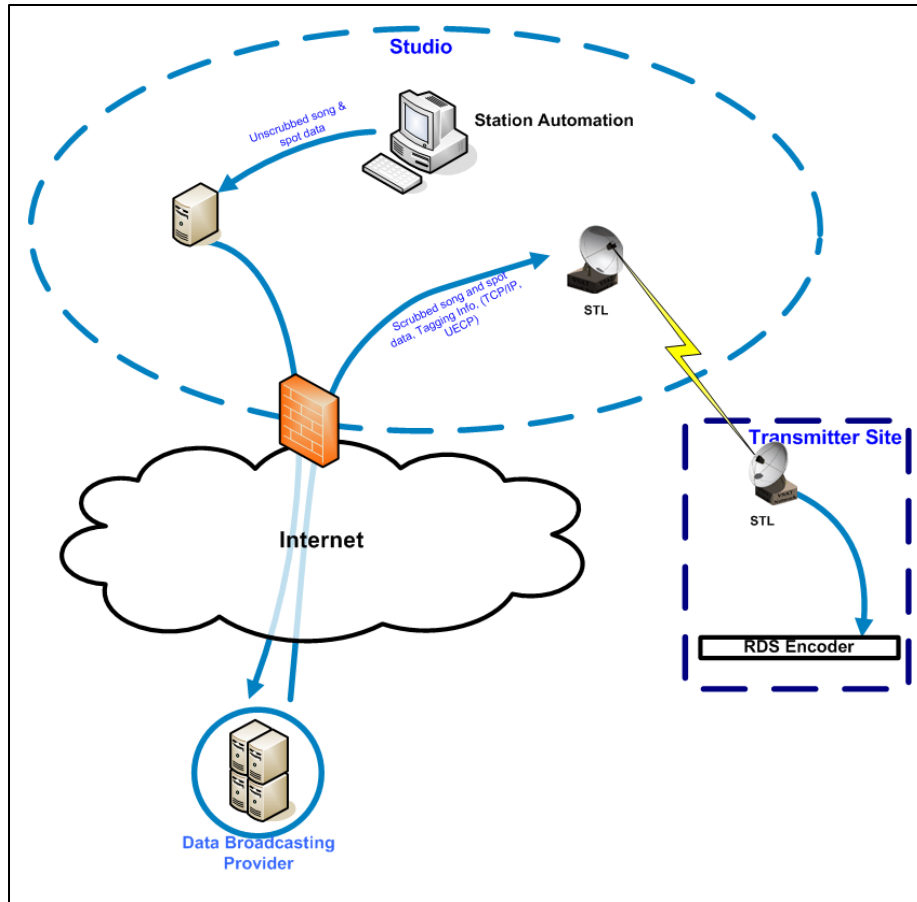 Studio
Unscrubbed song &
spot data
Station Automation
Scrubbed song and spot
data, Tagging Info, (TCP/IP,
UECP)
STL
Transmitter Site
STL
Internet
RDS Encoder
Data Broadcasting
Provider